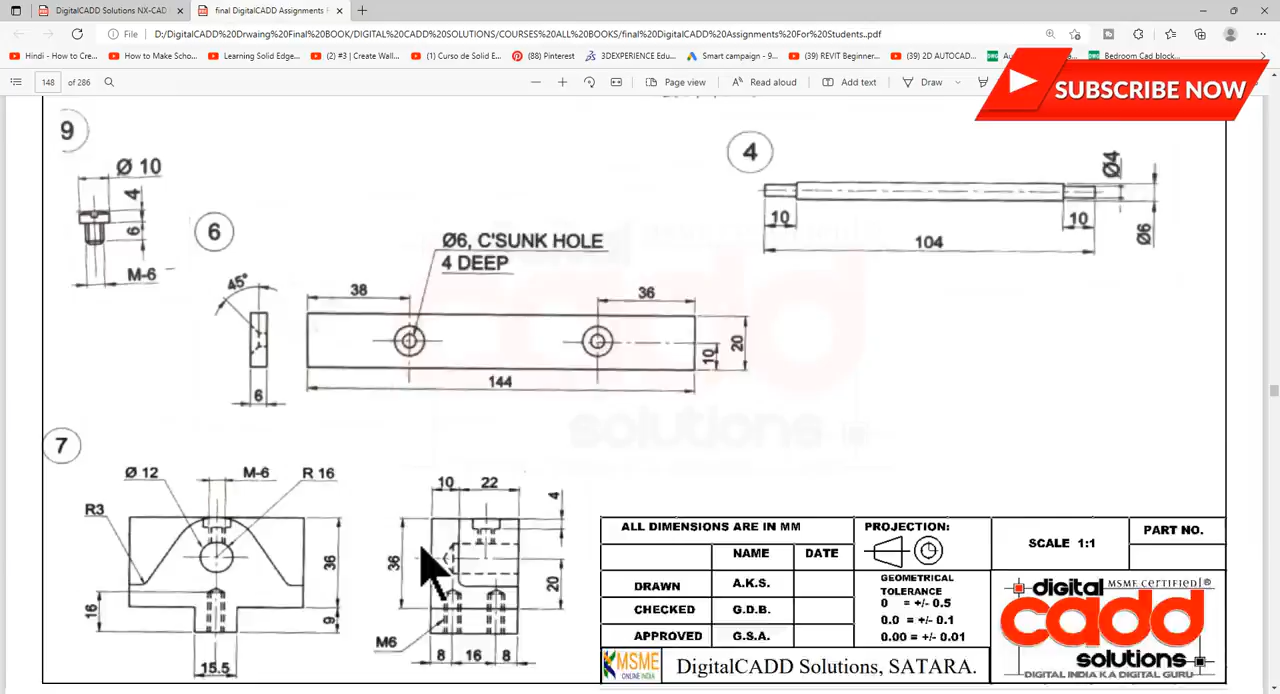 DigitalCADD Solutions NX-CAD
final DigitalCADD Assignments F
File
D:/DigitalCADD%20Drwaing%20Final%20BOOK/DIGITAL%20CADD%20SOLUTIONS/COURSES%20ALL%20BOOKS/final%20DigitalCADD%20Assignments%20For%20Students..pdf
Hindi - How to Cre...
How to Make Scho...
Learning Solid Edge...
(2) #3 | Create Wall...
(1) Cune de Solid E...
(88) Pinterest
3DEXPERIENCE Edu...
Smart campaign – 9...
(39) REVIT Beginner...
(39) 2D AUTOCAD...
Bedroom Cad block...
148
of 286
Page view
Read aloud
Add text
Draw
SUBSCRIBE NOW
9
Ø 10
4
6
M-6
4
10
104
10
Ø4
Ø6
6
Ø6, C'SUNK HOLE
4 DEEP
45°
38
36
10
20
144
6
7
Ø 12
M-6
R 16
R3
36
16
9
15.5
10
22
4
36
20
M6
8
16
8
ALL DIMENSIONS ARE IN MM
PROJECTION:
SCALE 1:1
PART NO.
NAME
DATE
DRAWN
A.K.S.
CHECKED
G.D.B.
APPROVED
G.S.A.
GEOMETRICAL
TOLERANCE
0 = +/- 0.5
0.0 = +/- 0.1
0.00 = +/- 0.01
digital
MSME CERTIFIED!®
cadd
solutions
DIGITAL INDIA KA DIGITAL GURU
MSME
ONLINE INDIA
DigitalCADD Solutions, SATARA.
cadd
solutions